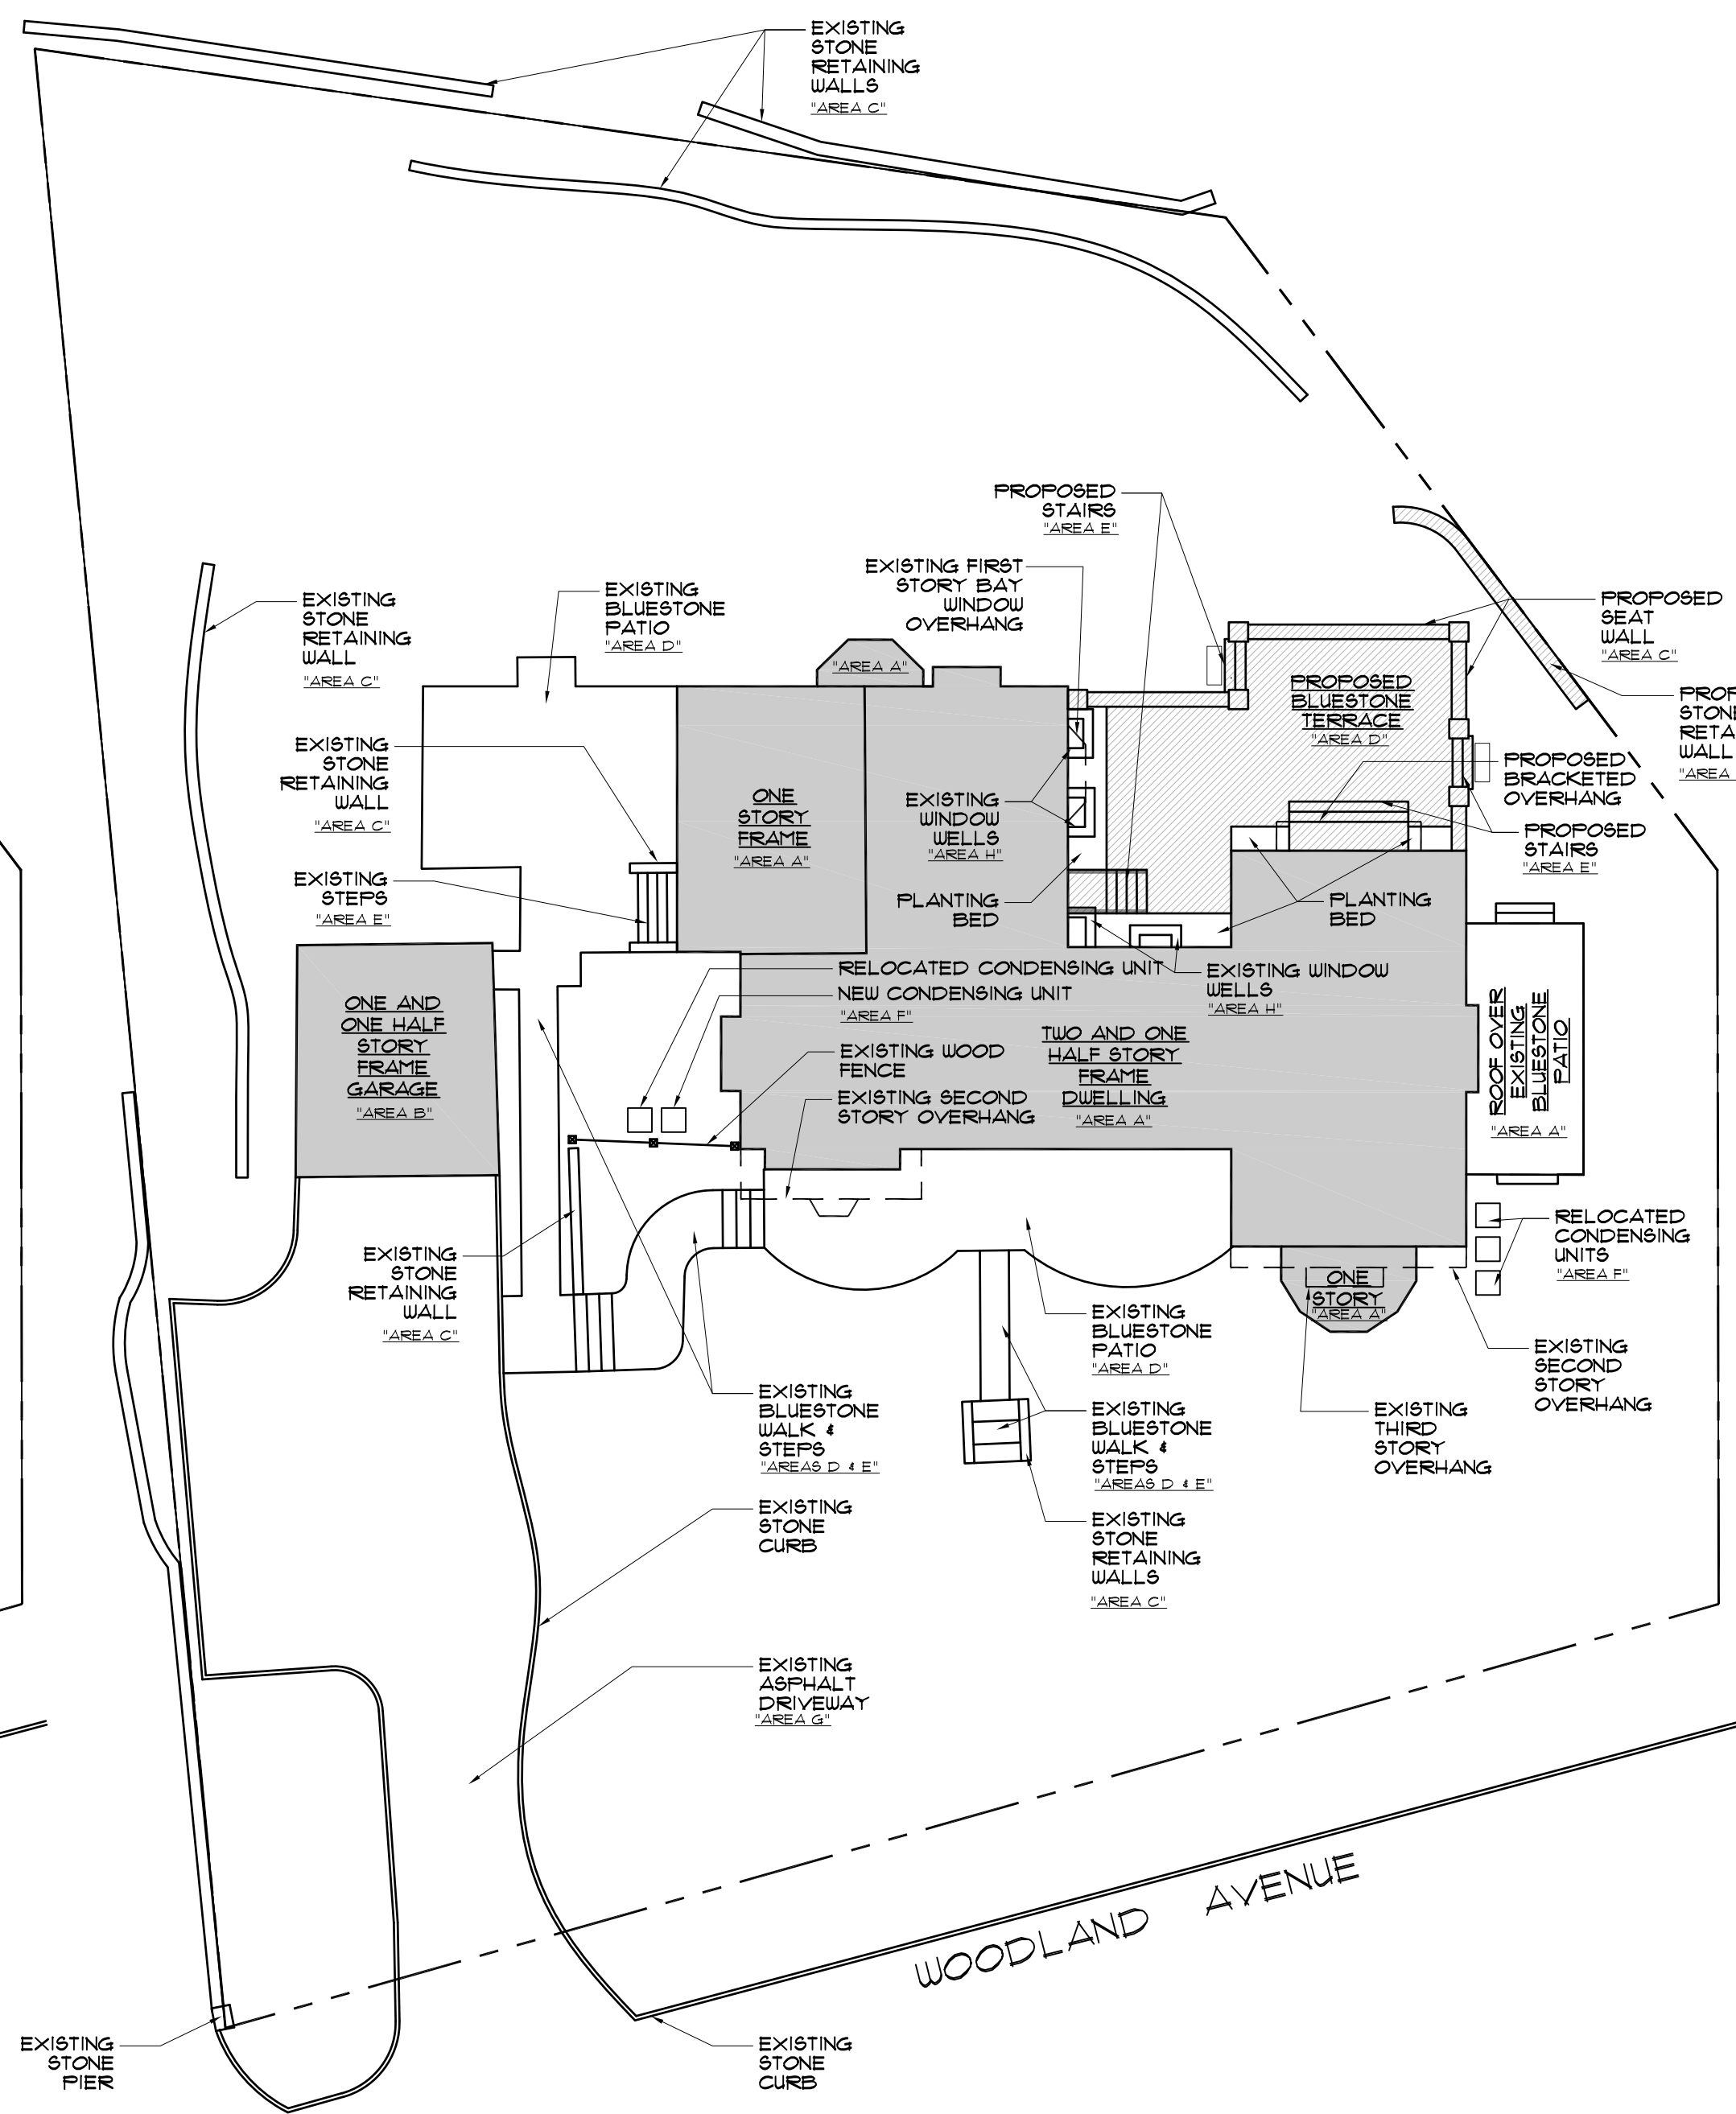 EXISTING
STONE
RETAINING
WALLS
"AREA C"
PROPOSED
STAIRS
"AREA E"
EXISTING FIRST
STORY BAY
WINDOW
OVERHANG
EXISTING
BLUESTONE
PATIO
"AREA D"
EXISTING
STONE
RETAINING
WALL
"AREA C"
PROPOSED
SEAT
WALL
"AREA C"
"AREA A"
PROPOSED
BLUESTONE
TERRACE
"AREA D"
STONE
WALL
"AREA
EXISTING
STONE
RETAINING
WALL
"AREA C"
PROPOSED
BRACKETED
OVERHANG
ONE
STORY
FRAME
"AREA A"
EXISTING
WINDOW
WELLS
"AREA H"
PROPOSED
STAIRS
"AREA E"
EXISTING
STEPS
"AREA E"
PLANTING
BED
PLANTING
BED
RELOCATED CONDENSING UNIT
NEW CONDENSING UNIT
"AREA F"
EXISTING WINDOW
WELLS
"AREA H"
ONE AND
ONE HALF
STORY
FRAME
GARAGE
"AREA B"
EXISTING WOOD
FENCE
EXISTING SECOND
STORY OVERHANG
TWO AND ONE
HALF STORY
FRAME
DWELLING
"AREA A"
ROOF OVER
EXISTING
BLUESTONE
PATIO
"AREA A"
RELOCATED
CONDENSING
UNITS
"AREA F"
EXISTING
STONE
RETAINING
WALL
"AREA C"
ONE
STORY
"AREA A"
EXISTING
BLUESTONE
PATIO
"AREA D"
EXISTING
SECOND
STORY
OVERHANG
EXISTING
BLUESTONE
WALK &
STEPS
"AREAS D & E"
EXISTING
BLUESTONE
WALK &
STEPS
"AREAS D & E"
EXISTING
THIRD
STORY
OVERHANG
EXISTING
STONE
CURB
EXISTING
STONE
RETAINING
WALLS
"AREA C"
EXISTING
ASPHALT
DRIVEWAY
"AREA G"
WOODLAND AVENUE
EXISTING
STONE
PIER
EXISTING
STONE
CURB